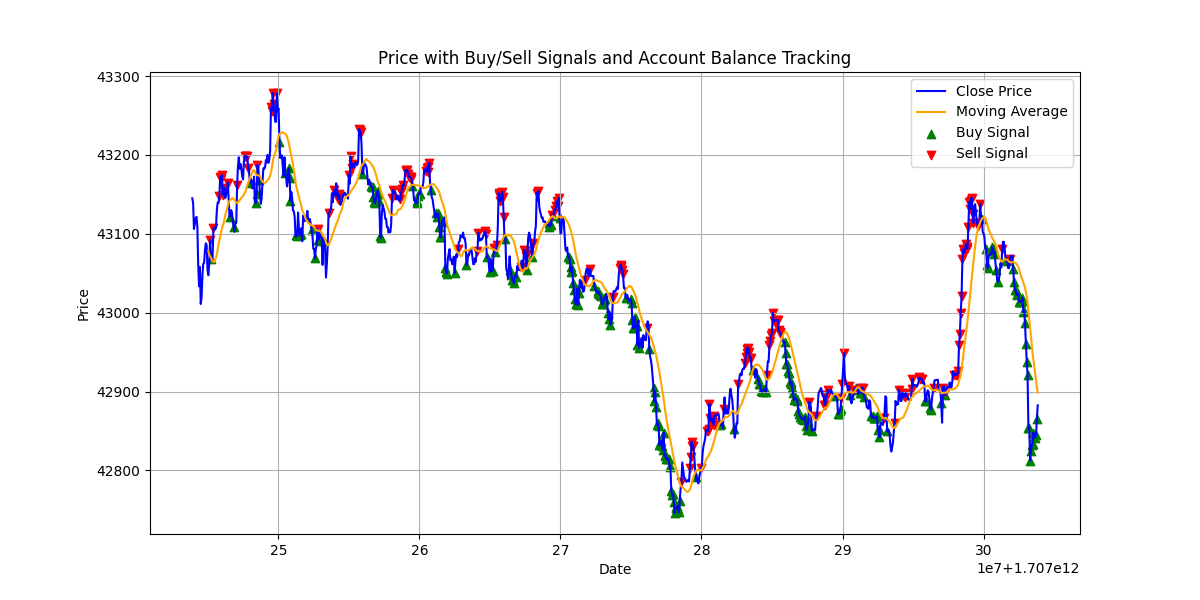 Price with Buy/Sell Signals and Account Balance Tracking
43300
43200
43100
43000
42900
42800
Price
Close Price
Moving Average
Buy Signal
Sell Signal
25 26 27 28 29 30
Date
1e7+1.707e12